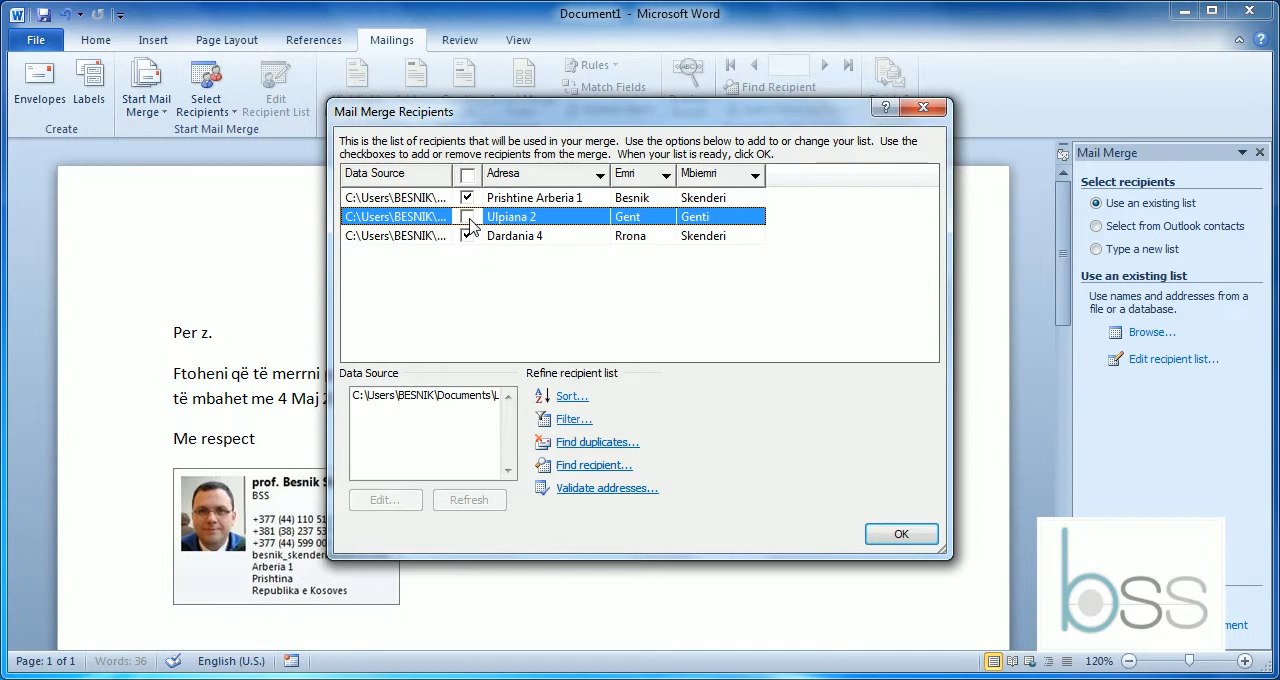 Document1 - Microsoft Word
File Home Insert Page Layout References Mailings Review View
Envelopes Labels Start Mail Merge Select Recipients Edit Recipient List
Rules
Match Fields
Find Recipient
Create Start Mail Merge
Mail Merge Recipients
This is the list of recipients that will be used in your merge. Use the options below to add to or change your list. Use the
checkboxes to add or remove recipients from the merge. When your list is ready, click OK.
Data Source Adresa Emri Mbiemri
C:\Users\BESNIK\... Prishtine Arberia 1 Besnik Skenderi
C:\Users\BESNIK\... Ulpiana 2 Gent Genti
C:\Users\BESNIK\... Dardania 4 Rrona Skenderi
Data Source
C:\Users\BESNIK\Documents\L
Edit... Refresh
Refine recipient list
Sort...
Filter...
Find duplicates...
Find recipient...
Validate addresses...
OK
Per z.
Ftoheni që të merrni
të mbahet me 4 Maj 2
Me respect
prof. Besnik S
BSS
+377 (44) 110 51
+381 (38) 237 53
+377 (44) 599 00
besnik_skender
Arberia 1
Prishtina
Republika e Kosoves
Mail Merge
Select recipients
Use an existing list
Select from Outlook contacts
Type a new list
Use an existing list
Use names and addresses from a
file or a database.
Browse...
Edit recipient list...
bss
ment
Page: 1 of 1 Words: 36 English (U.S.) 120%